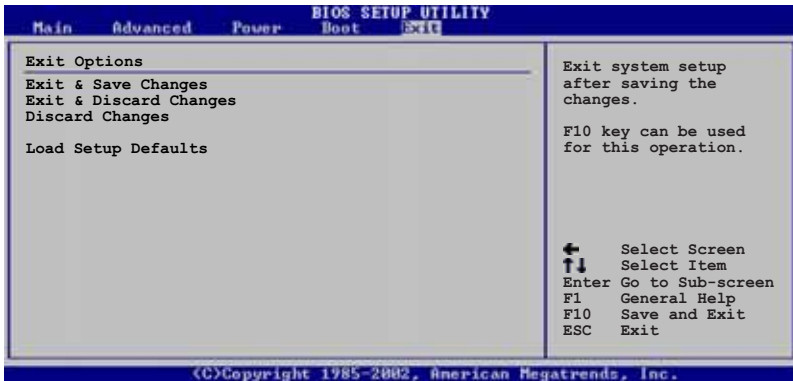 BIOS SETUP UTILITY
Main Advanced Power Boot Exit
Exit Options
Exit & Save Changes
Exit & Discard Changes
Discard Changes
Load Setup Defaults
Exit system setup
after saving the
changes.
F10 key can be used
for this operation.
← Select Screen
↑↓ Select Item
Enter Go to Sub-screen
F1 General Help
F10 Save and Exit
ESC Exit
(C)Copyright 1985-2002, American Megatrends, Inc.